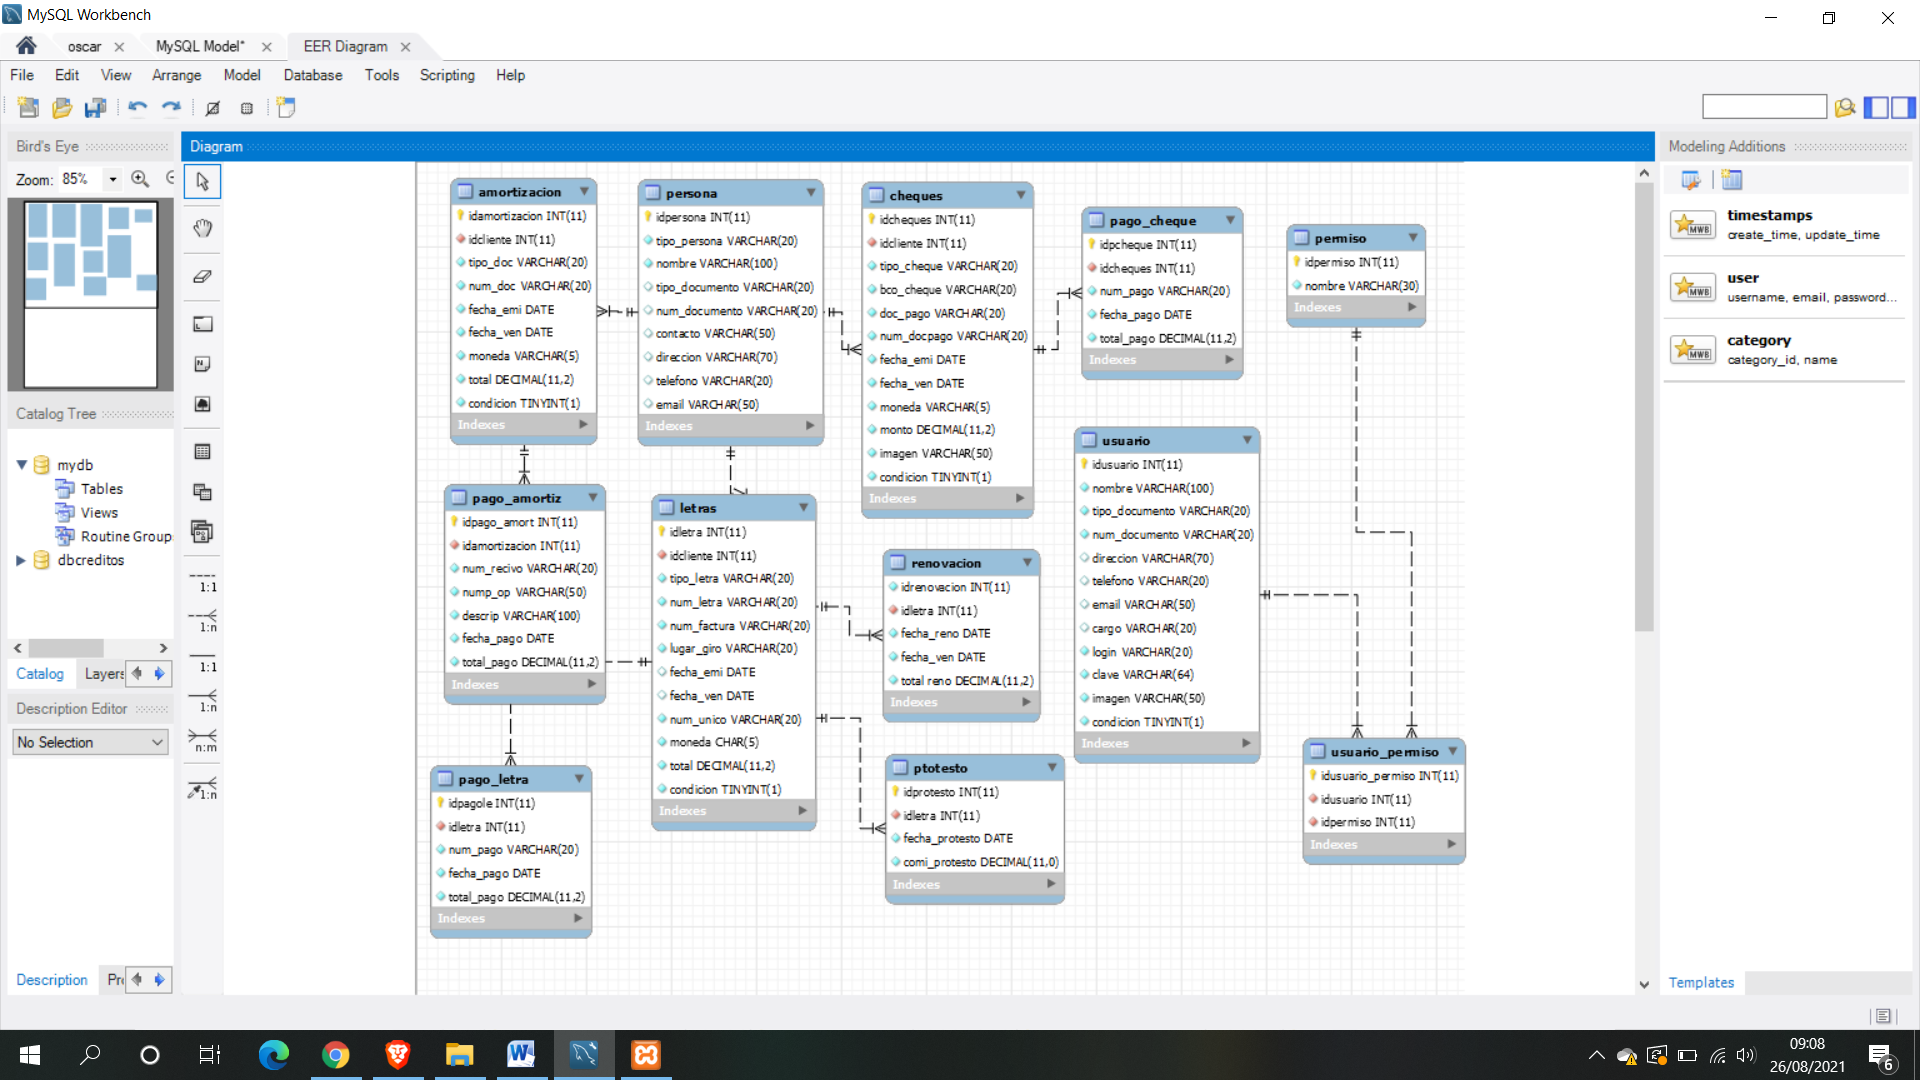 MySQL Workbench
oscar
MySQL Model*
EER Diagram
File Edit View Arrange Model Database Tools Scripting Help
Bird's Eye
Zoom: 85%
Catalog Tree
mydb
Tables
Views
Routine Group
dbcreditos
Catalog Layers
Description Editor
No Selection
Description Pr
1:1
1:n
1:1
1:n
n:m
1:n
Diagram
amortizacion
idamortizacion INT(11)
idcliente INT(11)
tipo_doc VARCHAR(20)
num_doc VARCHAR(20)
fecha_emi DATE
fecha_ven DATE
moneda VARCHAR(5)
total DECIMAL(11,2)
condicion TINYINT(1)
Indexes
persona
idpersona INT(11)
tipo_persona VARCHAR(20)
nombre VARCHAR(100)
tipo_documento VARCHAR(20)
num_documento VARCHAR(20)
contacto VARCHAR(50)
direccion VARCHAR(70)
telefono VARCHAR(20)
email VARCHAR(50)
Indexes
cheques
idcheques INT(11)
idcliente INT(11)
tipo_cheque VARCHAR(20)
bco_cheque VARCHAR(20)
doc_pago VARCHAR(20)
num_docpago VARCHAR(20)
fecha_emi DATE
fecha_ven DATE
moneda VARCHAR(5)
monto DECIMAL(11,2)
imagen VARCHAR(50)
condicion TINYINT(1)
Indexes
pago_cheque
idpcheque INT(11)
idcheques INT(11)
num_pago VARCHAR(20)
fecha_pago DATE
total_pago DECIMAL(11,2)
Indexes
permiso
idpermiso INT(11)
nombre VARCHAR(30)
Indexes
pago_amortiz
idpago_amort INT(11)
idamortizacion INT(11)
num_recivo VARCHAR(20)
nump_op VARCHAR(50)
descrip VARCHAR(100)
fecha_pago DATE
total_pago DECIMAL(11,2)
Indexes
letras
idletra INT(11)
idcliente INT(11)
tipo_letra VARCHAR(20)
num_letra VARCHAR(20)
num_factura VARCHAR(20)
lugar_giro VARCHAR(20)
fecha_emi DATE
fecha_ven DATE
num_unico VARCHAR(20)
moneda CHAR(5)
total DECIMAL(11,2)
condicion TINYINT(1)
Indexes
renovacion
idrenovacion INT(11)
idletra INT(11)
fecha_reno DATE
fecha_ven DATE
total reno DECIMAL(11,2)
Indexes
usuario
idusuario INT(11)
nombre VARCHAR(100)
tipo_documento VARCHAR(20)
num_documento VARCHAR(20)
direccion VARCHAR(70)
telefono VARCHAR(20)
email VARCHAR(50)
cargo VARCHAR(20)
login VARCHAR(20)
clave VARCHAR(64)
imagen VARCHAR(50)
condicion TINYINT(1)
Indexes
pago_letra
idpagole INT(11)
idletra INT(11)
num_pago VARCHAR(20)
fecha_pago DATE
total_pago DECIMAL(11,2)
Indexes
ptotesto
idprotesto INT(11)
idletra INT(11)
fecha_protesto DATE
comi_protesto DECIMAL(11,0)
Indexes
usuario_permiso
idusuario_permiso INT(11)
idusuario INT(11)
idpermiso INT(11)
Indexes
Modeling Additions
MWB
timestamps
create_time, update_time
MWB
user
username, email, password...
MWB
category
category_id, name
Templates
09:08
26/08/2021
6